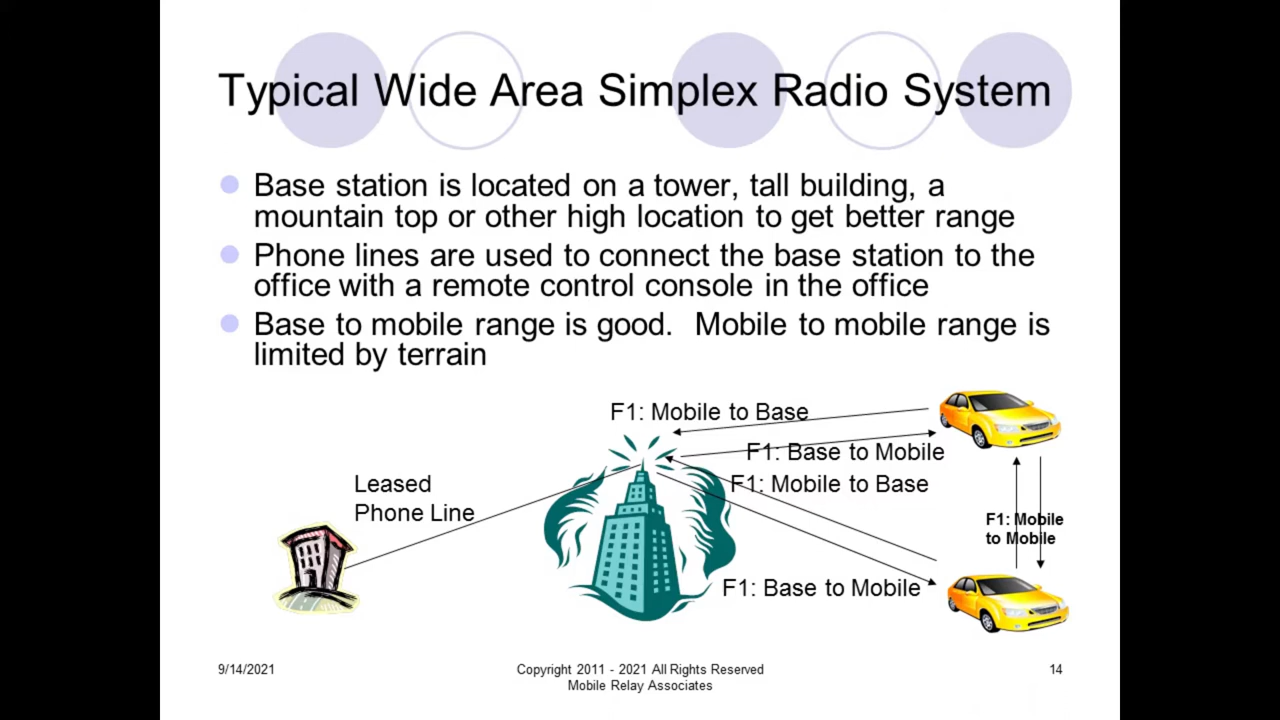 Typical Wide Area Simplex Radio System
Base station is located on a tower, tall building, a
mountain top or other high location to get better range
Phone lines are used to connect the base station to the
office with a remote control console in the office
Base to mobile range is good.  Mobile to mobile range is
limited by terrain
F1: Mobile to Base
F1: Base to Mobile
F1: Mobile to Base
Leased
Phone Line
F1: Mobile
to Mobile
F1: Base to Mobile
9/14/2021
Copyright 2011 - 2021 All Rights Reserved
Mobile Relay Associates
14